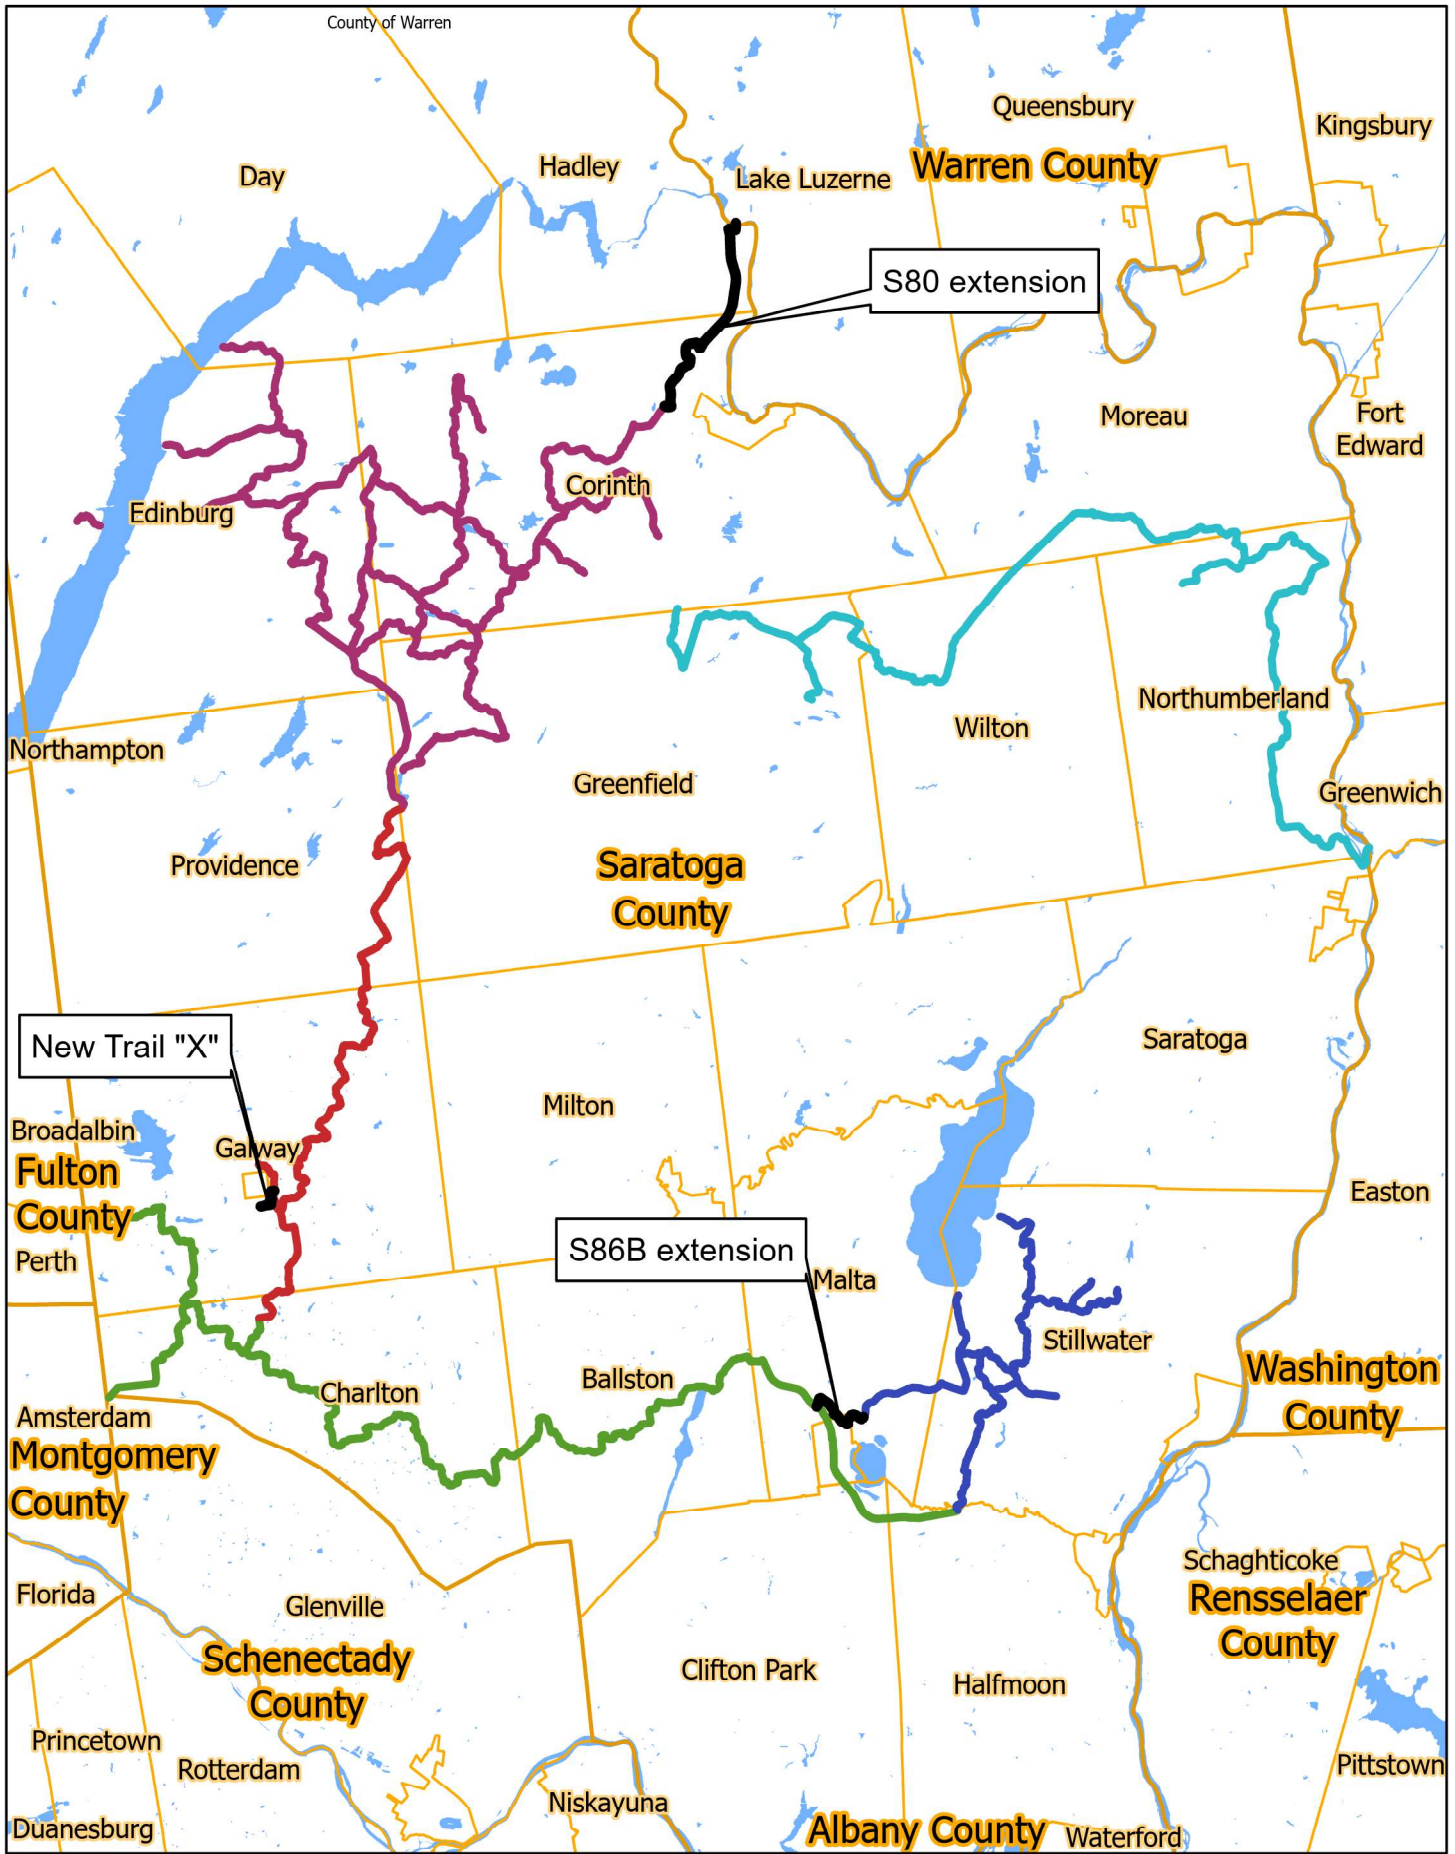 County of Warren
Queensbury
Kingsbury
Day
Hadley
Lake Luzerne
Warren County
S80 extension
Moreau
Fort
Edward
Corinth
Edinburg
Northumberland
Wilton
Northampton
Greenfield
Greenwich
Providence
Saratoga
County
New Trail "X"
Saratoga
Milton
Broadalbin
Galway
Fulton
County
Easton
S86B extension
Perth
Malta
Stillwater
Washington
County
Ballston
Charlton
Amsterdam
Montgomery
County
Schaghticoke
Rensselaer
County
Florida
Glenville
Schenectady
County
Clifton Park
Halfmoon
Princetown
Rotterdam
Pittstown
Niskayuna
Duanesburg
Albany County
Waterford